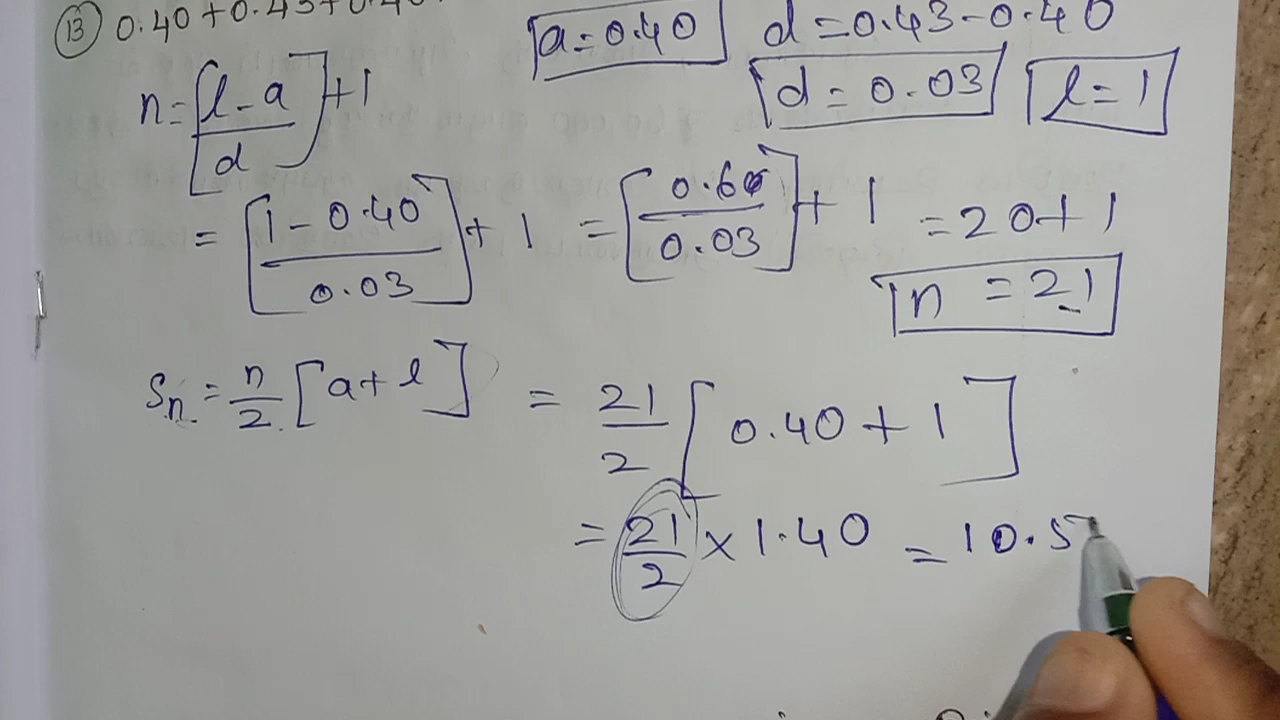 ⑬ 0.40+0.43+0.46 a=0.40 d=0.43-0.40
n=[l-a/d]+1 d=0.03 l=1
=[1-0.40/0.03]+1 =[0.60/0.03]+1 =20+1
n=21
Sn=n/2[a+l] = 21/2[0.40+1]
=21/2×1.40 =10.5